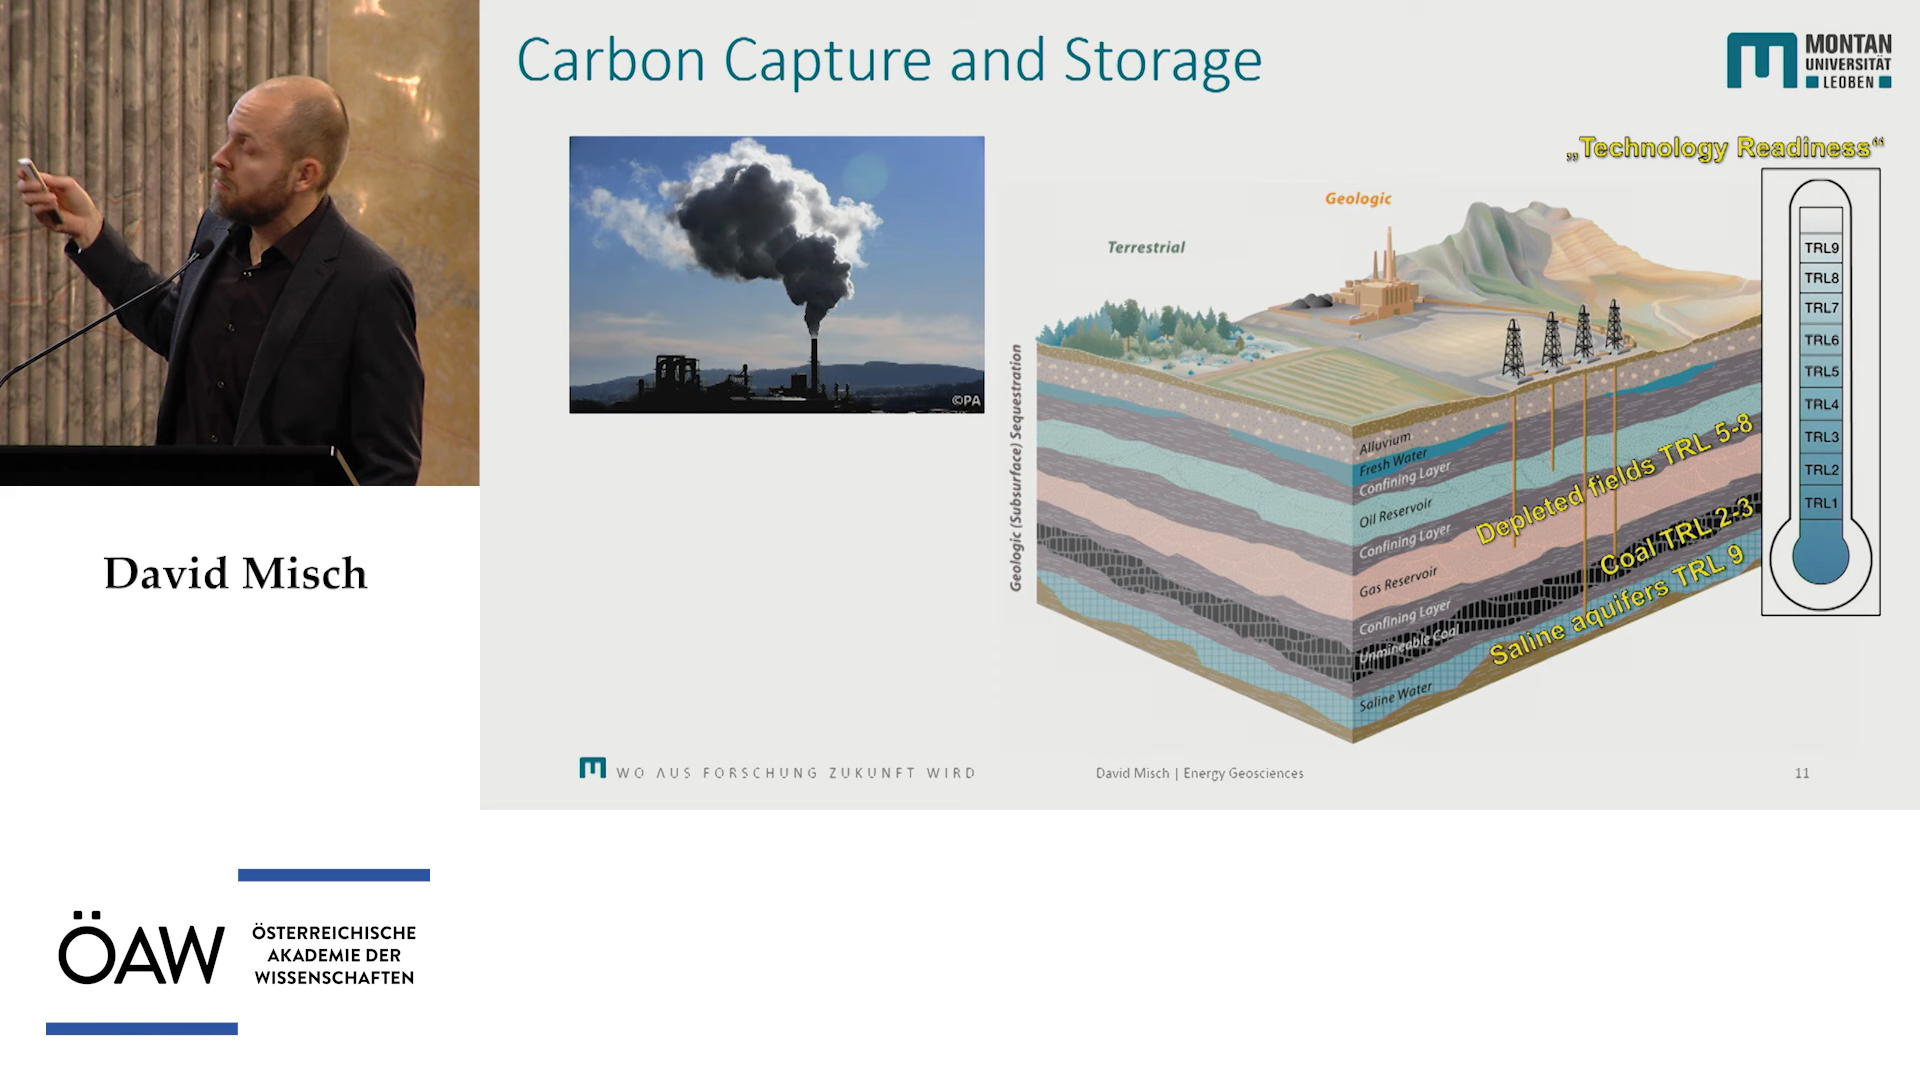 Carbon Capture and Storage
MONTAN
UNIVERSITÄT
LEOBEN
„Technology Readiness“
Geologic
Terrestrial
©PA
Geologic (Subsurface) Sequestration
TRL9
TRL8
TRL7
TRL6
TRL5
TRL4
TRL3
TRL2
TRL1
Alluvium
Fresh Water
Confining Layer
Oil Reservoir
Confining Layer
Gas Reservoir
Confining Layer
Unmineable Coal
Saline Water
Depleted fields TRL 5-8
Coal TRL 2-3
Saline aquifers TRL 9
WO AUS FORSCHUNG ZUKUNFT WIRD
David Misch | Energy Geosciences
11
David Misch
ÖAW
ÖSTERREICHISCHE
AKADEMIE DER
WISSENSCHAFTEN